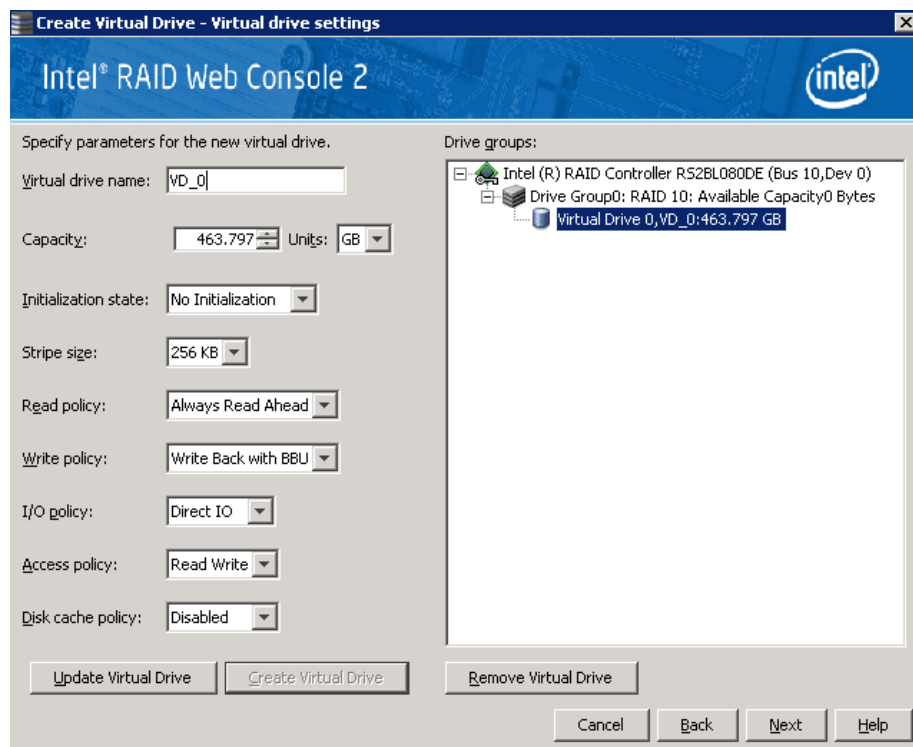 Create Virtual Drive - Virtual drive settings
Intel® RAID Web Console 2
intel
Specify parameters for the new virtual drive.
Virtual drive name: VD_0
Capacity: 463.797 Units: GB
Initialization state: No Initialization
Stripe size: 256 KB
Read policy: Always Read Ahead
Write policy: Write Back with BBU
I/O policy: Direct IO
Access policy: Read Write
Disk cache policy: Disabled
Update Virtual Drive
Create Virtual Drive
Drive groups:
Intel (R) RAID Controller RS2BL080DE (Bus 10,Dev 0)
Drive Group0: RAID 10: Available Capacity0 Bytes
Virtual Drive 0,VD_0:463.797 GB
Remove Virtual Drive
Cancel
Back
Next
Help